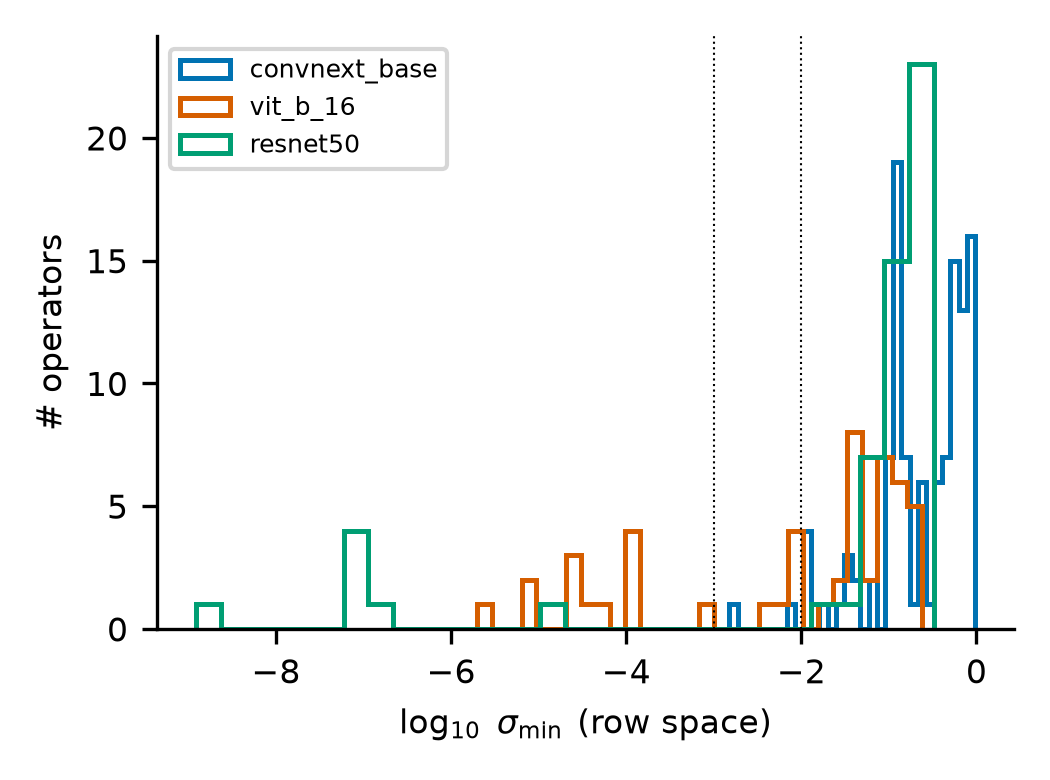 convnext_base
vit_b_16
resnet50
20
15
10
5
0
# operators
−8 −6 −4 −2 0
log₁₀ σₘᵢₙ (row space)